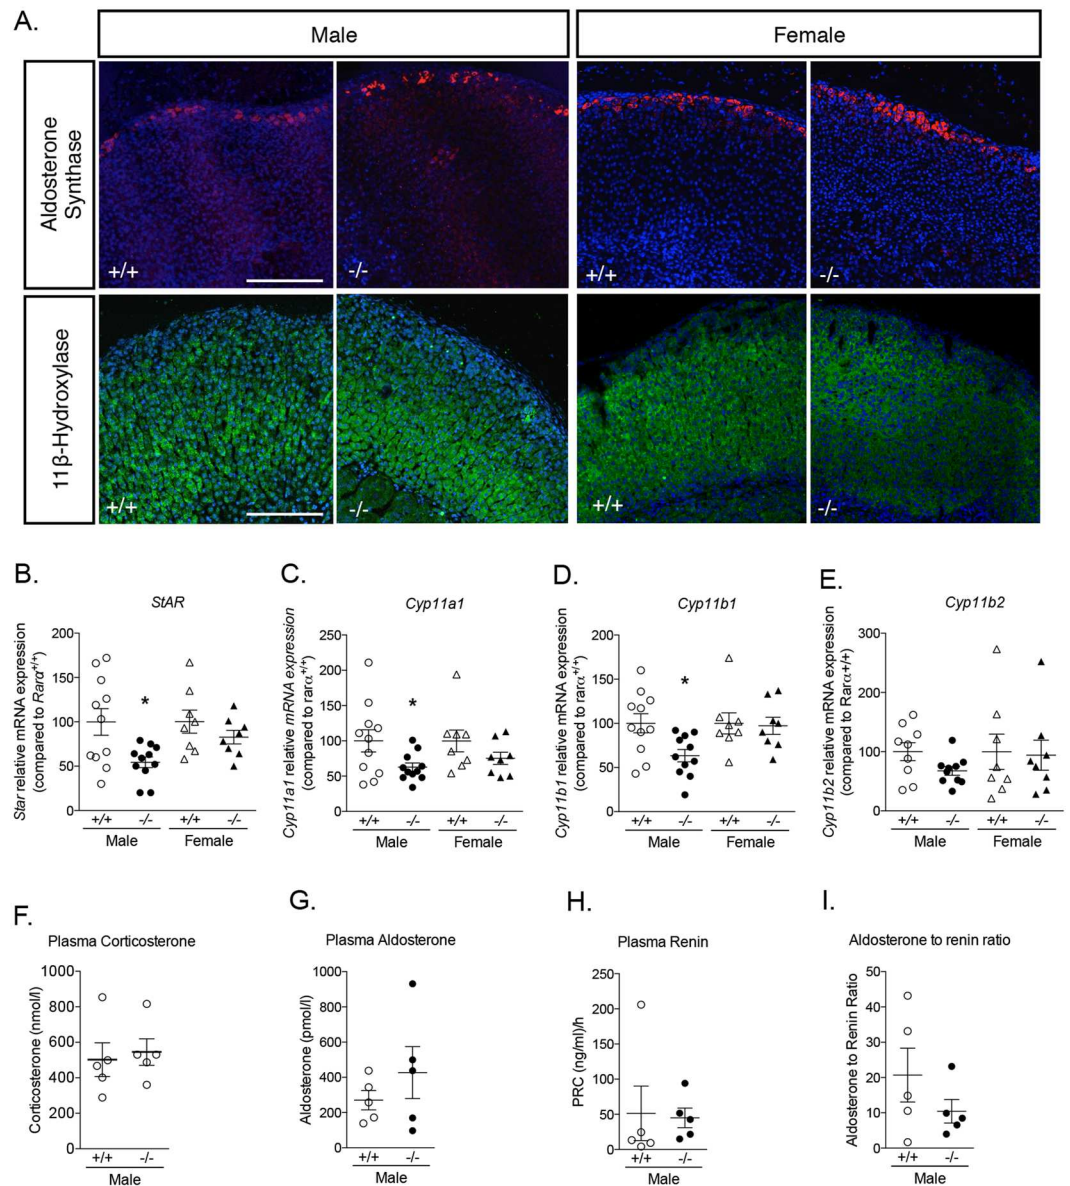 A.
Male
Female
Aldosterone
Synthase
+/+
-/-
+/+
-/-
11β-Hydroxylase
+/+
-/-
+/+
-/-
B.
StAR
Star relative mRNA expression
(compared to Rarα+/+)
200
150
100
50
0
+/+
-/-
+/+
-/-
Male
Female
C.
Cyp11a1
Cyp11a1 relative mRNA expression
(compared to rarα+/+)
250
200
150
100
50
0
*
+/+
-/-
+/+
-/-
Male
Female
D.
Cyp11b1
Cyp11b1 relative mRNA expression
(compared to rarα+/+)
200
150
100
50
0
*
+/+
-/-
+/+
-/-
Male
Female
E.
Cyp11b2
Cyp11b2 relative mRNA expression
(compared to Rarα+/+)
300
200
100
0
+/+
-/-
+/+
-/-
Male
Female
F.
Plasma Corticosterone
Corticosterone (nmol/l)
1000
800
600
400
200
0
+/+
-/-
Male
G.
Plasma Aldosterone
Aldosterone (pmol/l)
1000
800
600
400
200
0
+/+
-/-
Male
H.
Plasma Renin
PRC (ng/ml)/h
250
200
150
100
50
0
+/+
-/-
Male
I.
Aldosterone to renin ratio
Aldosterone to Renin Ratio
50
40
30
20
10
0
+/+
-/-
Male